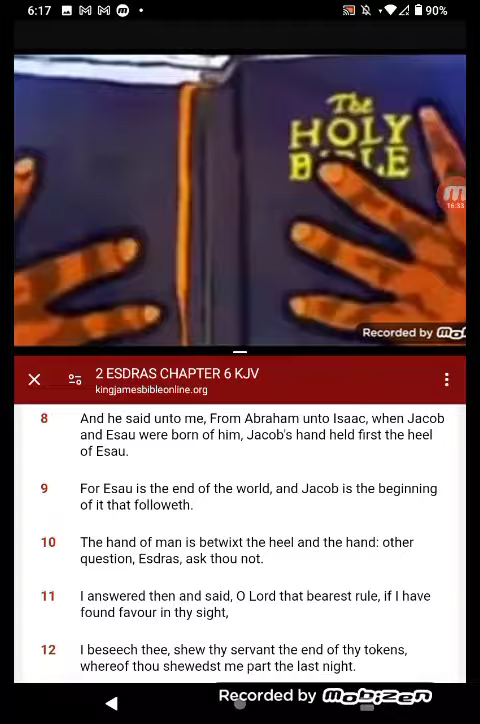 6:17
90%
The
HOLY
BIBLE
16:33
Recorded by
2 ESDRAS CHAPTER 6 KJV
kingjamesbibleonline.org
8 And he said unto me, From Abraham unto Isaac, when Jacob
and Esau were born of him, Jacob's hand held first the heel
of Esau.
9 For Esau is the end of the world, and Jacob is the beginning
of it that followeth.
10 The hand of man is betwixt the heel and the hand: other
question, Esdras, ask thou not.
11 I answered then and said, O Lord that bearest rule, if I have
found favour in thy sight,
12 I beseech thee, shew thy servant the end of thy tokens,
whereof thou shewedst me part the last night.
Recorded by mobizen